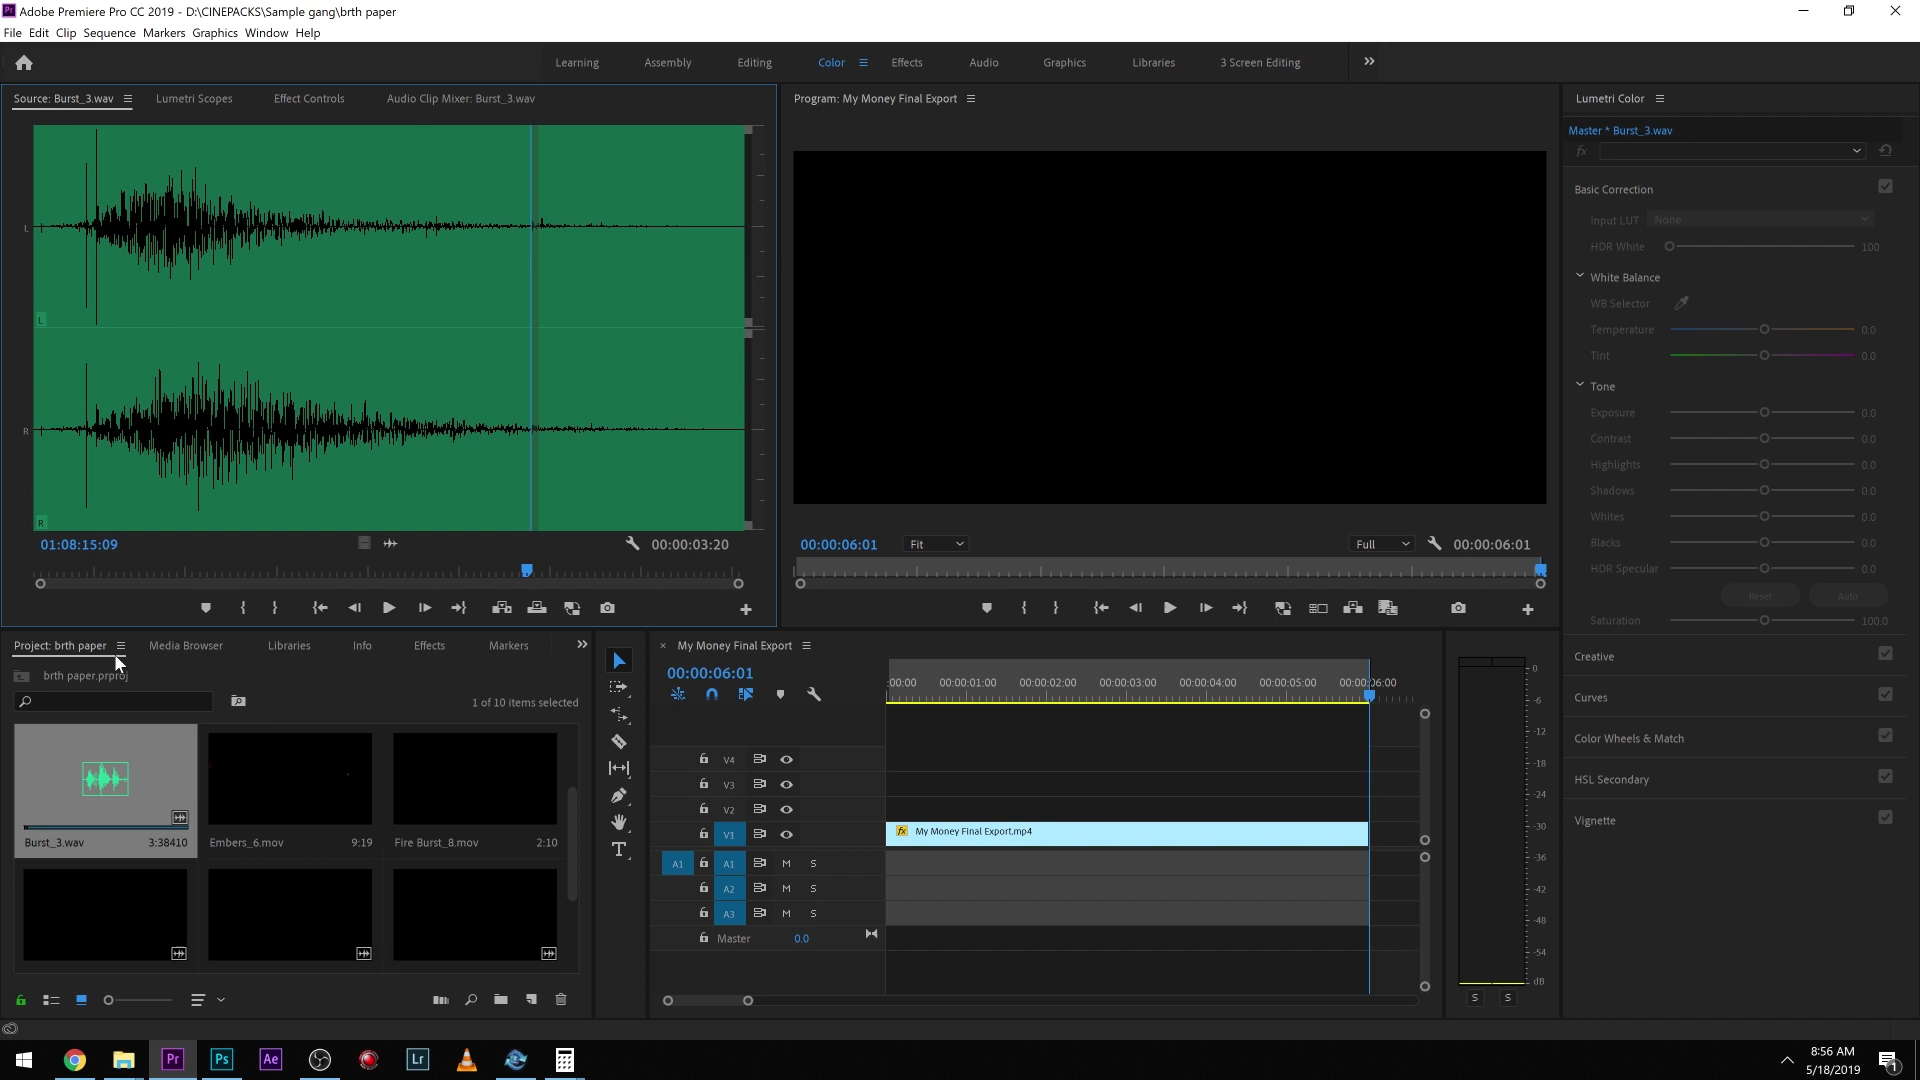 Adobe Premiere Pro CC 2019 - D:\CINEPACKS\Sample gang\brth paper
File Edit Clip Sequence Markers Graphics Window Help
Learning Assembly Editing Color Effects Audio Graphics Libraries 3 Screen Editing
Source: Burst_3.wav Lumetri Scopes Effect Controls Audio Clip Mixer: Burst_3.wav
L
L
R
R
01:08:15:09 00:00:03:20
Program: My Money Final Export
00:00:06:01 Fit Full 00:00:06:01
Lumetri Color
Master * Burst_3.wav
fx
Basic Correction
Input LUT None
HDR White 100
White Balance
WB Selector
Temperature 0.0
Tint 0.0
Tone
Exposure 0.0
Contrast 0.0
Highlights 0.0
Shadows 0.0
Whites 0.0
Blacks 0.0
HDR Specular 0.0
Reset Auto
Saturation 100.0
Creative
Curves
Color Wheels & Match
HSL Secondary
Vignette
Project: brth paper Media Browser Libraries Info Effects Markers
brth paper.prproj
1 of 10 items selected
Burst_3.wav 3:38410
Embers_6.mov 9:19
Fire Burst_8.mov 2:10
× My Money Final Export
00:00:06:01
:00:00 00:00:01:00 00:00:02:00 00:00:03:00 00:00:04:00 00:00:05:00 00:00:06:00
V4
V3
V2
V1 fx My Money Final Export.mp4
A1 A1 M S
A2 M S
A3 M S
Master 0.0
0
-6
-12
-18
-24
-30
-36
-42
-48
-54
dB
S S
Pr Ps Ae Lr
8:56 AM
5/18/2019
1